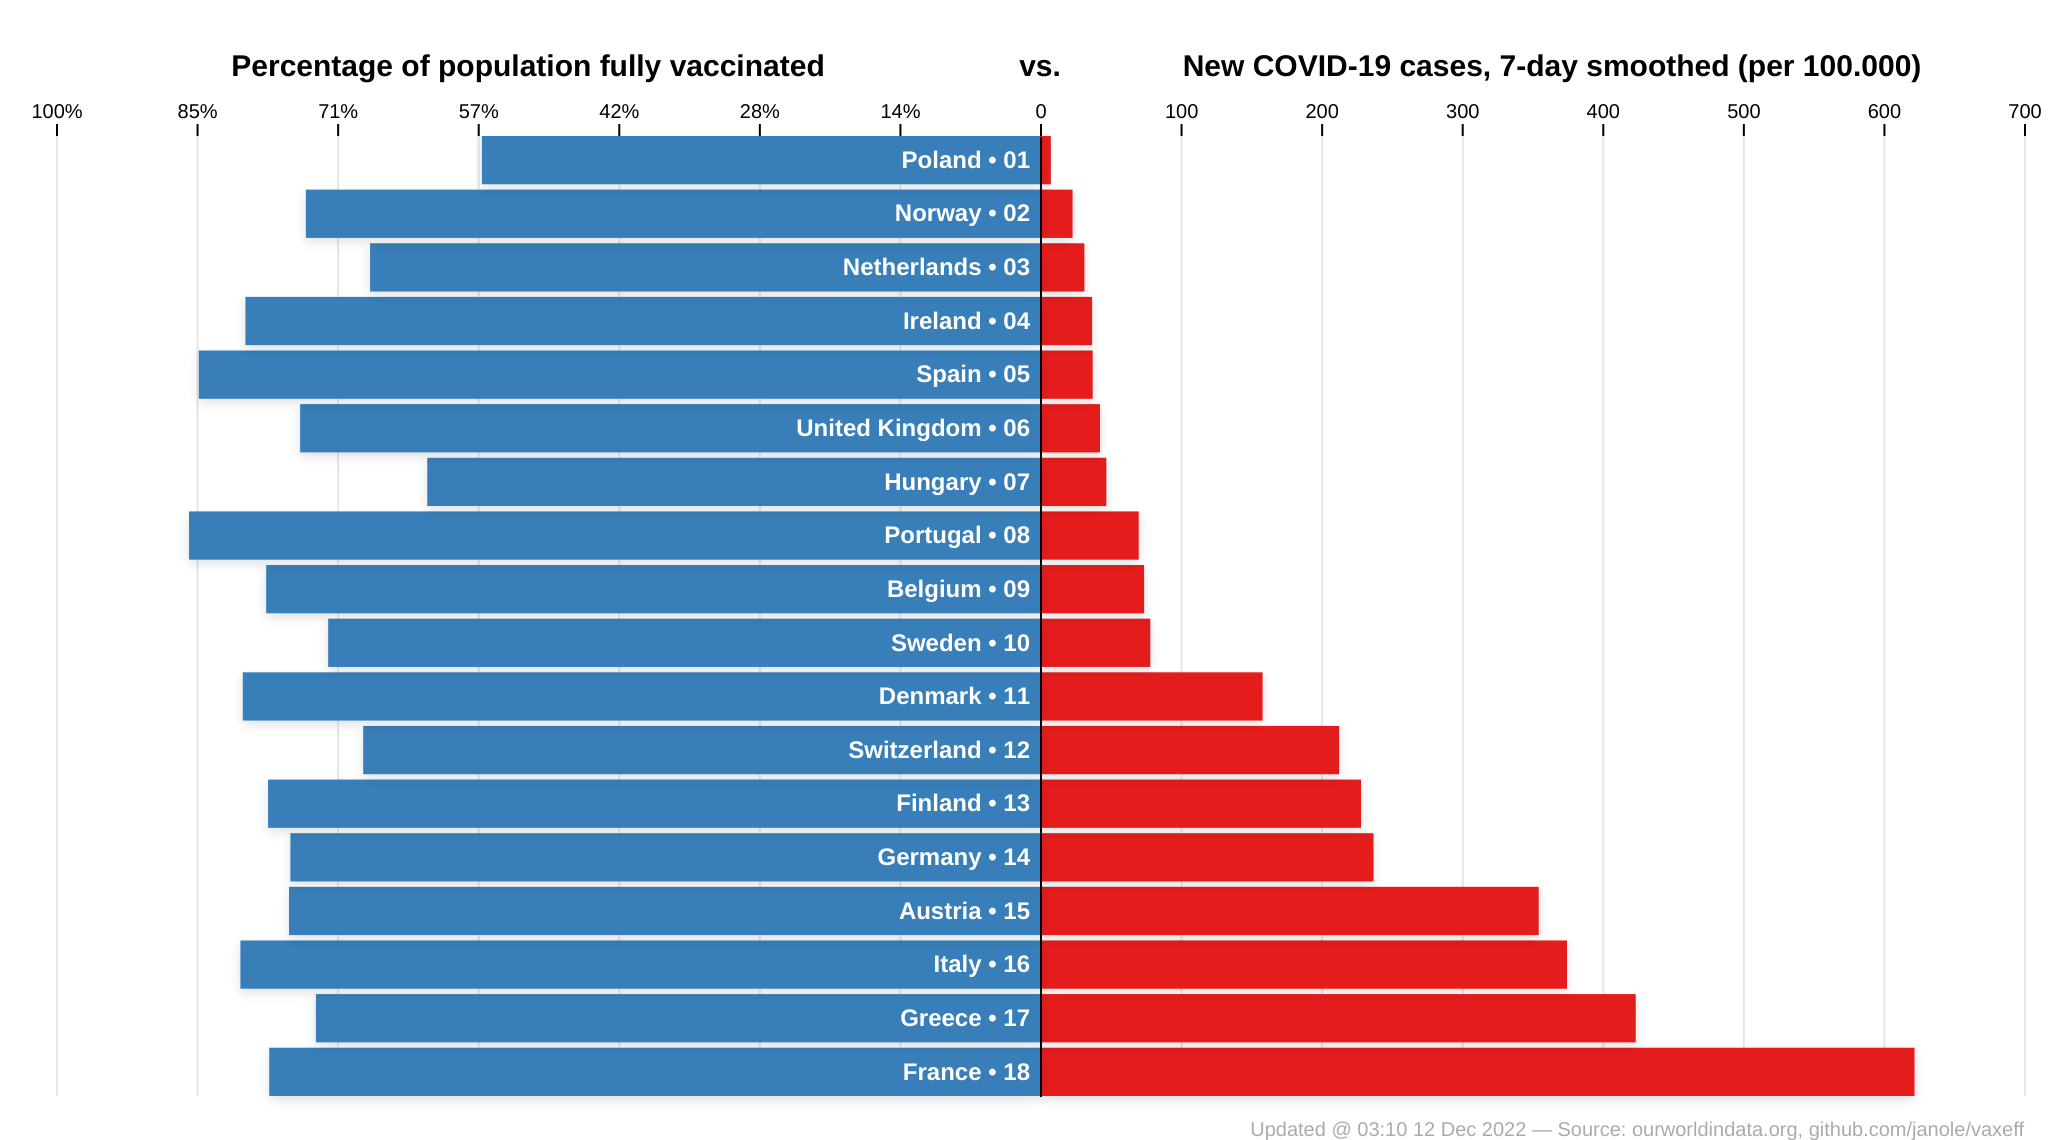 Percentage of population fully vaccinated vs. New COVID-19 cases, 7-day smoothed (per 100.000)
100% 85% 71% 57% 42% 28% 14% 0 100 200 300 400 500 600 700
Poland • 01
Norway • 02
Netherlands • 03
Ireland • 04
Spain • 05
United Kingdom • 06
Hungary • 07
Portugal • 08
Belgium • 09
Sweden • 10
Denmark • 11
Switzerland • 12
Finland • 13
Germany • 14
Austria • 15
Italy • 16
Greece • 17
France • 18
Updated @ 03:10 12 Dec 2022 — Source: ourworldindata.org, github.com/janole/vaxeff